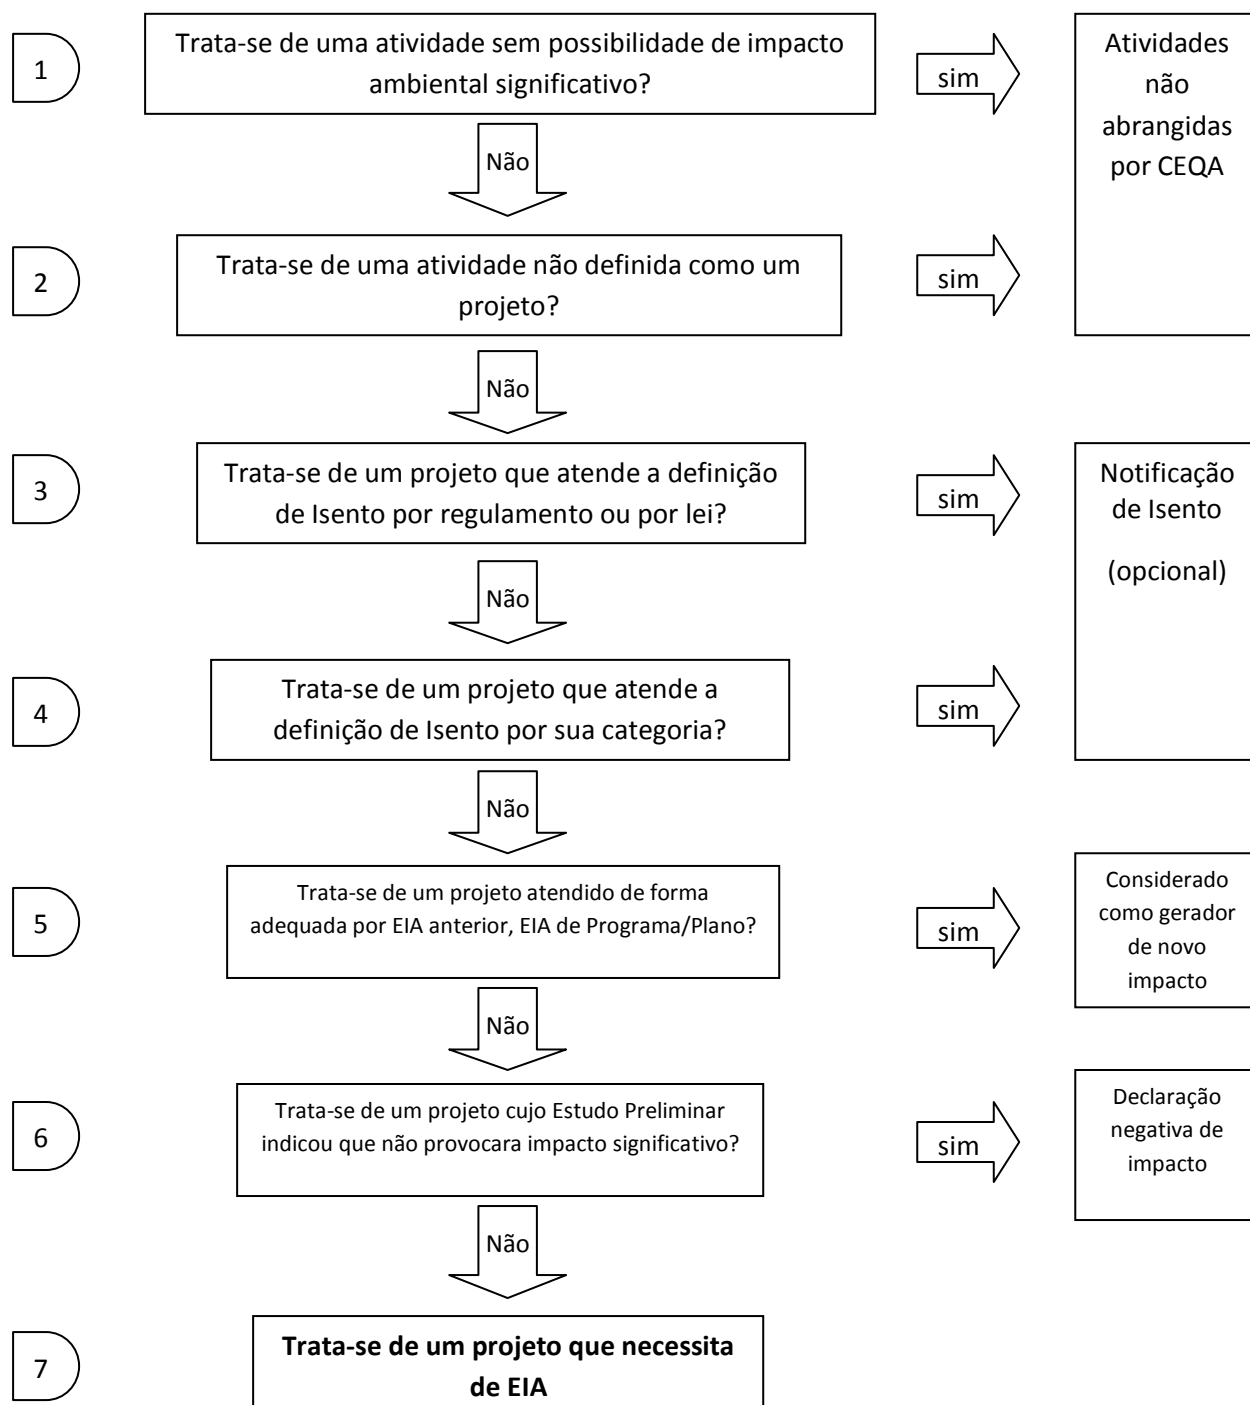 1
Trata-se de uma atividade sem possibilidade de impacto
ambiental significativo?
sim
Atividades
não
abrangidas
por CEQA
Não
2
Trata-se de uma atividade não definida como um
projeto?
sim
Não
3
Trata-se de um projeto que atende a definição
de Isento por regulamento ou por lei?
sim
Notificação
de Isento
(opcional)
Não
4
Trata-se de um projeto que atende a
definição de Isento por sua categoria?
sim
Não
5
Trata-se de um projeto atendido de forma
adequada por EIA anterior, EIA de Programa/Plano?
sim
Considerado
como gerador
de novo
impacto
Não
6
Trata-se de um projeto cujo Estudo Preliminar
indicou que não provocara impacto significativo?
sim
Declaração
negativa de
impacto
Não
7
Trata-se de um projeto que necessita
de EIA